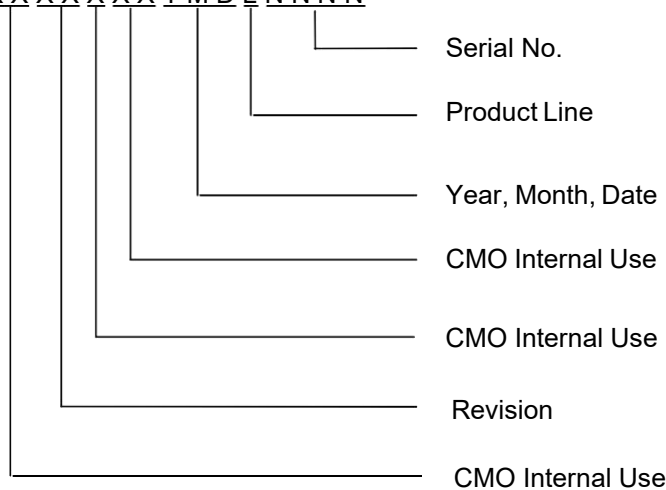 X X X X X X X Y M D L N N N N
Serial No.
Product Line
Year, Month, Date
CMO Internal Use
CMO Internal Use
Revision
CMO Internal Use